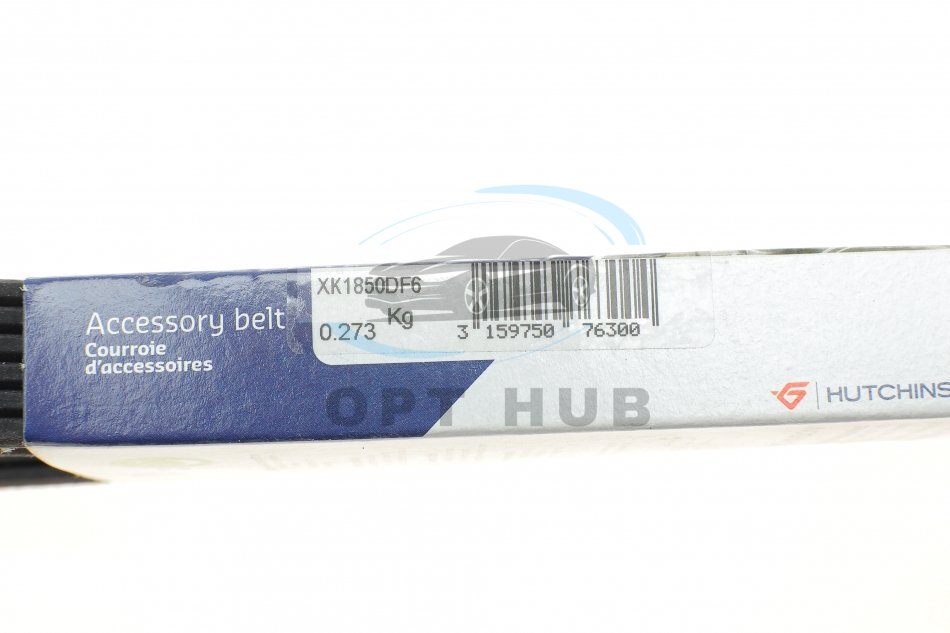 XK1850DF6
0.273 Kg
3 159750 76300
Accessory belt
Courroie
d'accessoires
HUTCHINS
OPT HUB